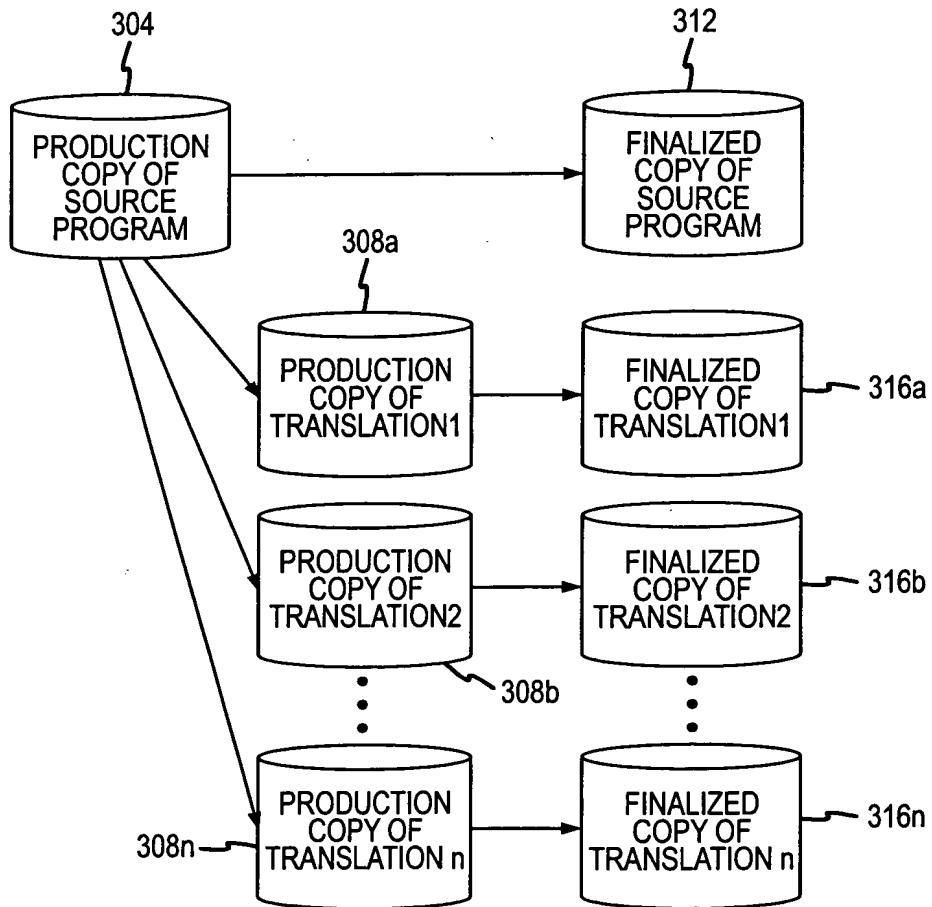 304
312
PRODUCTION
COPY OF
SOURCE
PROGRAM
FINALIZED
COPY OF
SOURCE
PROGRAM
308a
PRODUCTION
COPY OF
TRANSLATION1
FINALIZED
COPY OF
TRANSLATION1
316a
PRODUCTION
COPY OF
TRANSLATION2
FINALIZED
COPY OF
TRANSLATION2
316b
308b
PRODUCTION
COPY OF
TRANSLATION n
308n
FINALIZED
COPY OF
TRANSLATION n
316n